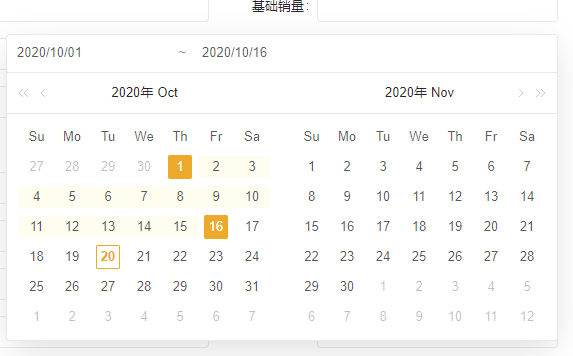 基础销量:
2020/10/01 ~ 2020/10/16
2020年 Oct 2020年 Nov
Su Mo Tu We Th Fr Sa Su Mo Tu We Th Fr Sa
27 28 29 30 1 2 3 1 2 3 4 5 6 7
4 5 6 7 8 9 10 8 9 10 11 12 13 14
11 12 13 14 15 16 17 15 16 17 18 19 20 21
18 19 20 21 22 23 24 22 23 24 25 26 27 28
25 26 27 28 29 30 31 29 30 1 2 3 4 5
1 2 3 4 5 6 7 6 7 8 9 10 11 12